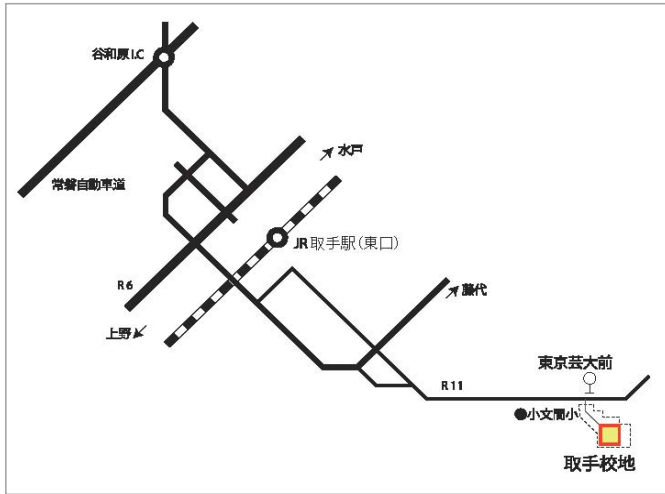 谷和原I.C
水戸
常磐自動車道
JR取手駅(東口)
R6
藤代
上野
東京芸大前
R11
小文間小
取手校地